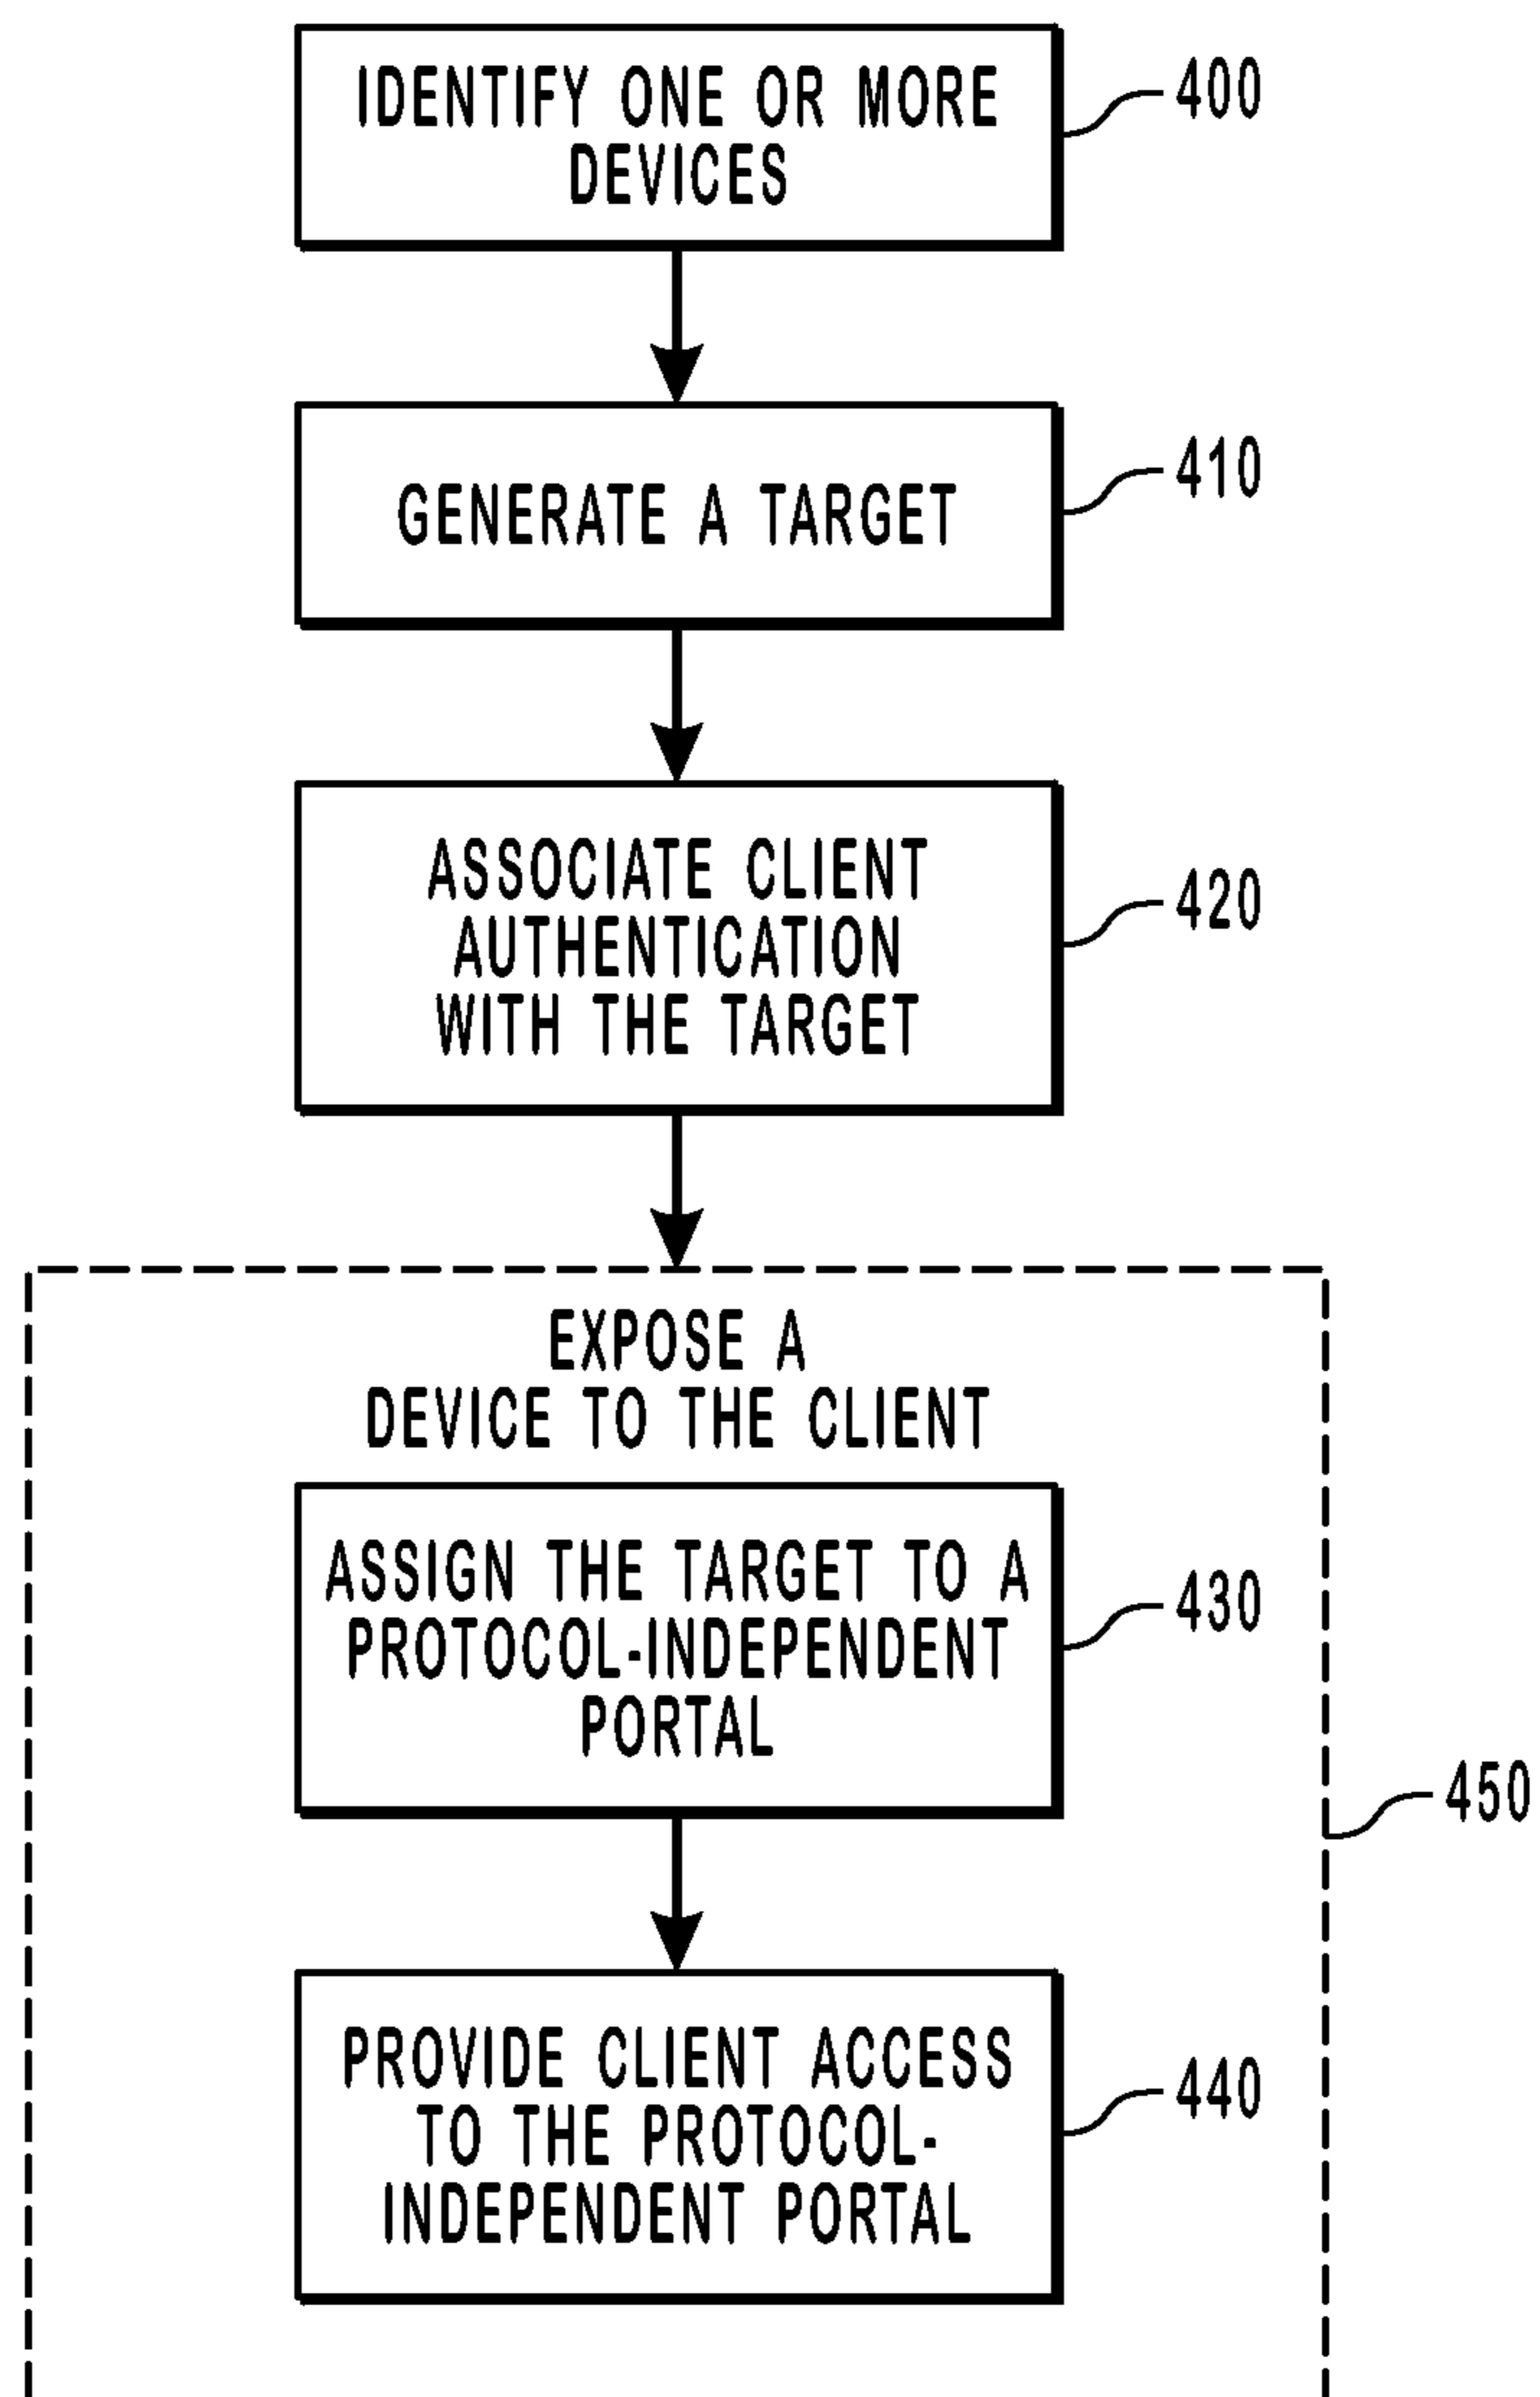 IDENTIFY ONE OR MORE
DEVICES
400
GENERATE A TARGET
410
ASSOCIATE CLIENT
AUTHENTICATION
WITH THE TARGET
420
EXPOSE A
DEVICE TO THE CLIENT
ASSIGN THE TARGET TO A
PROTOCOL-INDEPENDENT
PORTAL
430
450
PROVIDE CLIENT ACCESS
TO THE PROTOCOL-
INDEPENDENT PORTAL
440